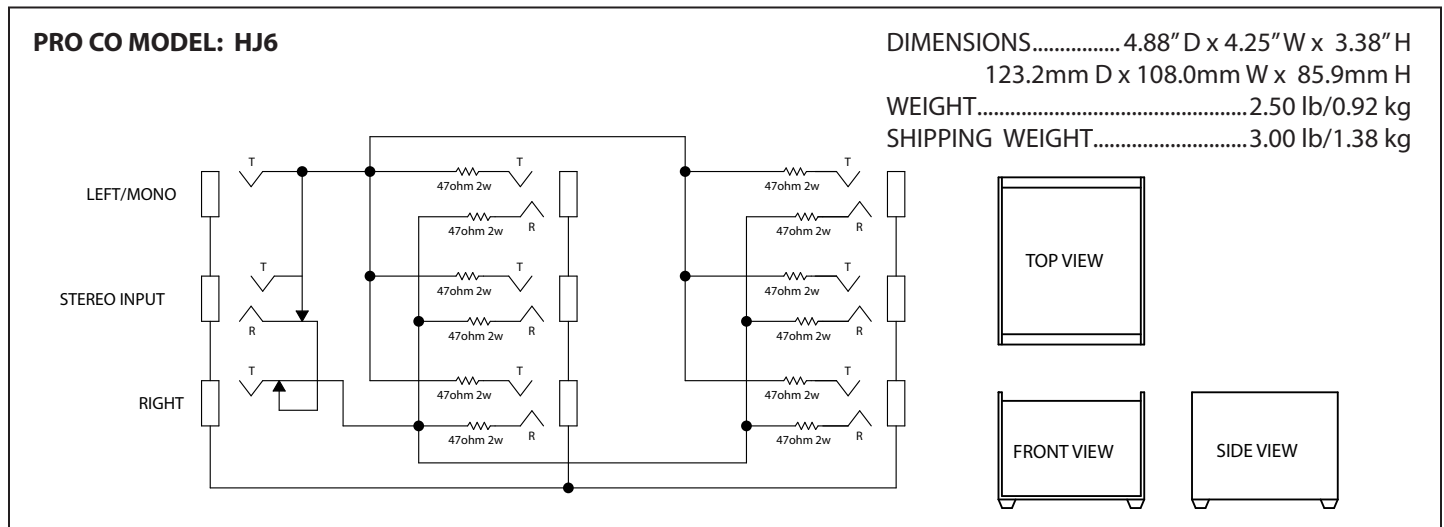 PRO CO MODEL: HJ6
DIMENSIONS................ 4.88” D x 4.25” W x 3.38” H
123.2mm D x 108.0mm W x 85.9mm H
WEIGHT................................................2.50 lb/0.92 kg
SHIPPING WEIGHT...........................3.00 lb/1.38 kg
T T T
LEFT/MONO
47ohm 2w 47ohm 2w
R R
47ohm 2w 47ohm 2w
T T T
STEREO INPUT
47ohm 2w 47ohm 2w
R R R
47ohm 2w 47ohm 2w
T T T
RIGHT
47ohm 2w 47ohm 2w
R R
47ohm 2w 47ohm 2w
TOP VIEW
FRONT VIEW
SIDE VIEW